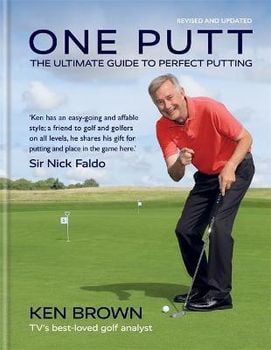 REVISED AND UPDATED
ONE PUTT
THE ULTIMATE GUIDE TO PERFECT PUTTING
'Ken has an easy-going and affable
style; a friend to golf and golfers
on all levels, he shares his gift for
putting and place in the game here.'
Sir Nick Faldo
KEN BROWN
TV's best-loved golf analyst